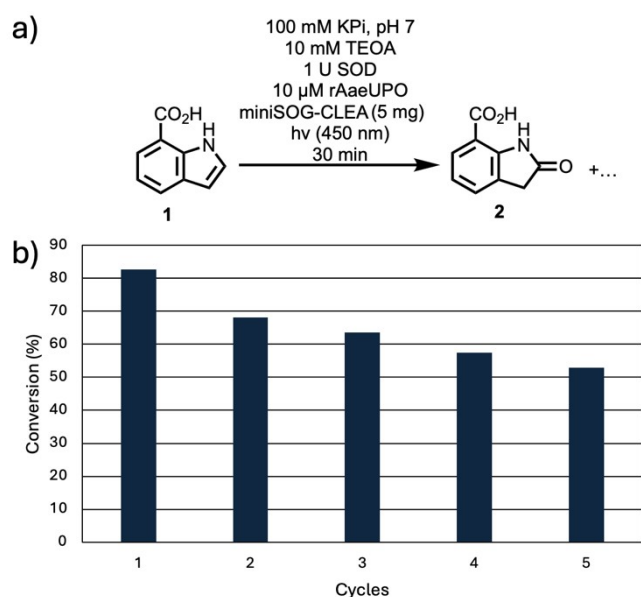 a)
100 mM KPi, pH 7
10 mM TEOA
1 U SOD
10 µM rAaeUPO
miniSOG-CLEA (5 mg)
hv (450 nm)
30 min
CO₂H
H
N
1
CO₂H
H
N
O
+...
2
b)
Conversion (%)
90
80
70
60
50
40
30
20
10
0
1 2 3 4 5
Cycles